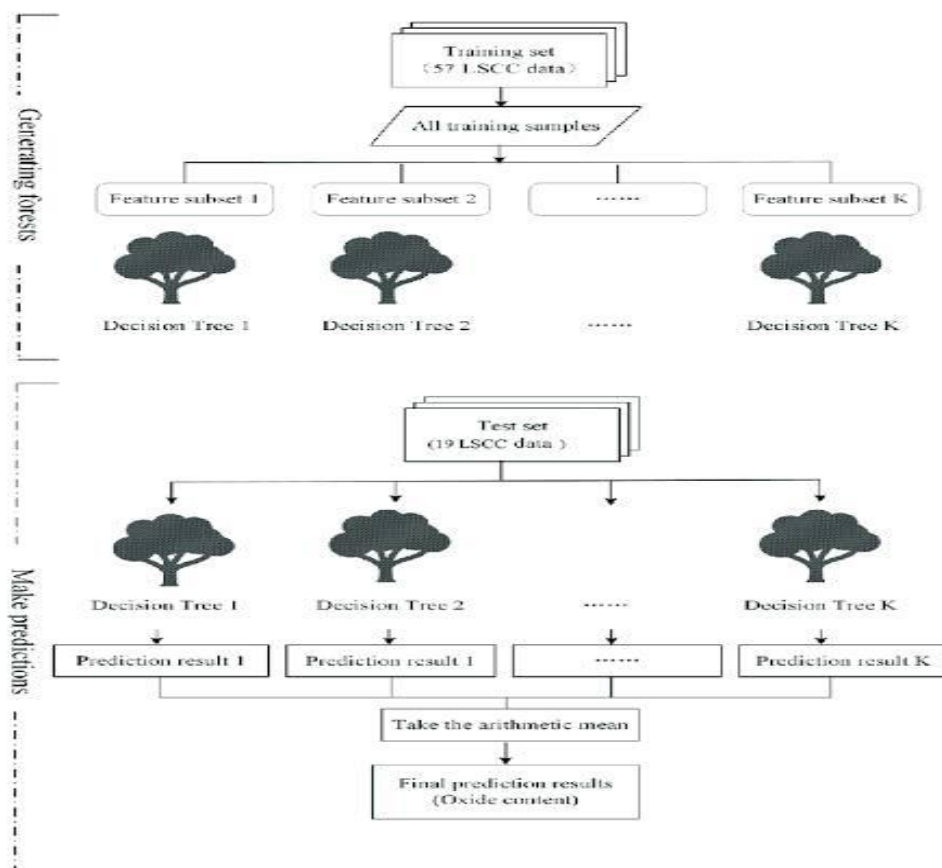 Training set
(57 LSCC data)
All training samples
Generating forests
Feature subset 1
Feature subset 2
······
Feature subset K
Decision Tree 1
Decision Tree 2
······
Decision Tree K
Test set
(19 LSCC data )
Make predictions
Decision Tree 1
Decision Tree 2
······
Decision Tree K
Prediction result 1
Prediction result 1
······
Prediction result K
Take the arithmetic mean
Final prediction results
(Oxide content)